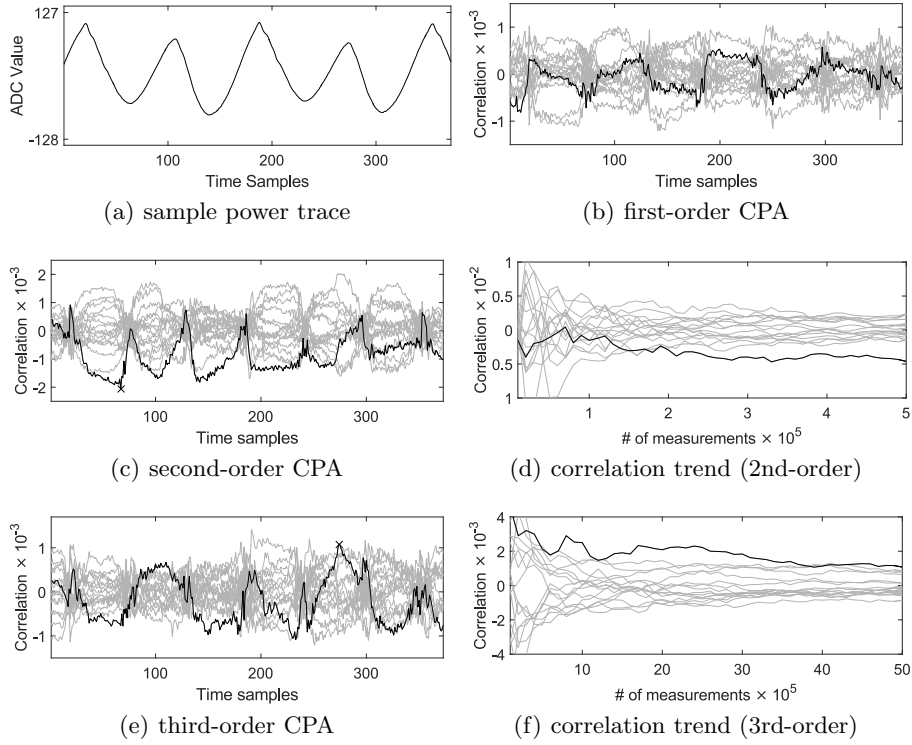 127
ADC Value
-128
100
200
300
Time Samples
(a) sample power trace
1
Correlation × 10⁻³
0
-1
100
200
300
Time samples
(b) first-order CPA
2
1
Correlation × 10⁻³
0
-1
-2
100
200
300
Time samples
(c) second-order CPA
1
0.5
Correlation × 10⁻²
0
0.5
1
1
2
3
4
5
# of measurements × 10⁵
(d) correlation trend (2nd-order)
1
Correlation × 10⁻³
0
-1
100
200
300
Time samples
(e) third-order CPA
4
2
Correlation × 10⁻³
0
-2
-4
10
20
30
40
50
# of measurements × 10⁵
(f) correlation trend (3rd-order)